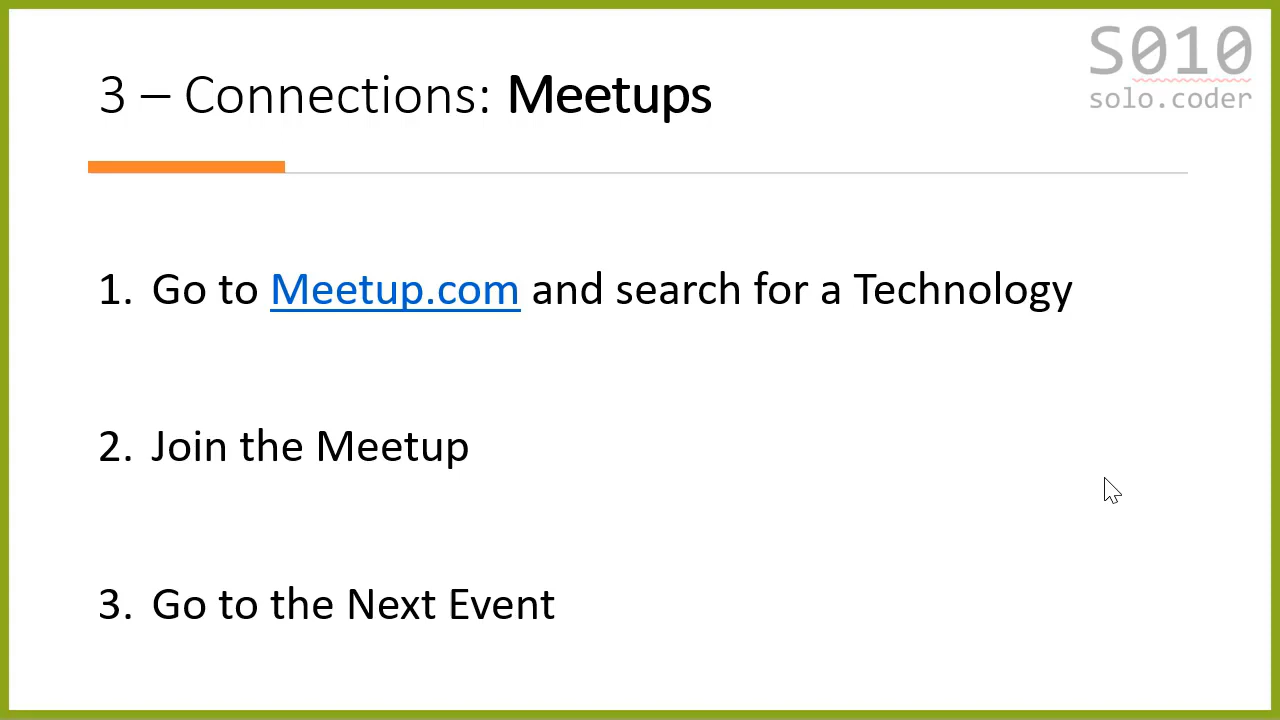 S010
solo.coder
3 – Connections: Meetups
1. Go to Meetup.com and search for a Technology
2. Join the Meetup
3. Go to the Next Event